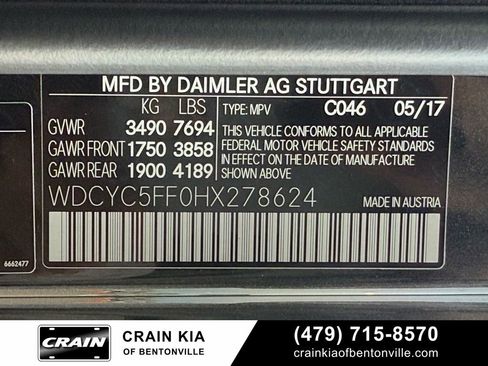 MFD BY DAIMLER AG STUTTGART
KG LBS TYPE: MPV C046 05/17
GVWR 3490 7694 THIS VEHICLE CONFORMS TO ALL APPLICABLE
GAWR FRONT 1750 3858 FEDERAL MOTOR VEHICLE SAFETY STANDARDS
GAWR REAR 1900 4189 IN EFFECT ON THE DATE OF MANUFACTURE
SHOWN ABOVE.
WDCYC5FF0HX278624 MADE IN AUSTRIA
6662477
CRAIN
CRAIN KIA
OF BENTONVILLE
(479) 715-8570
crainkiaofbentonville.com